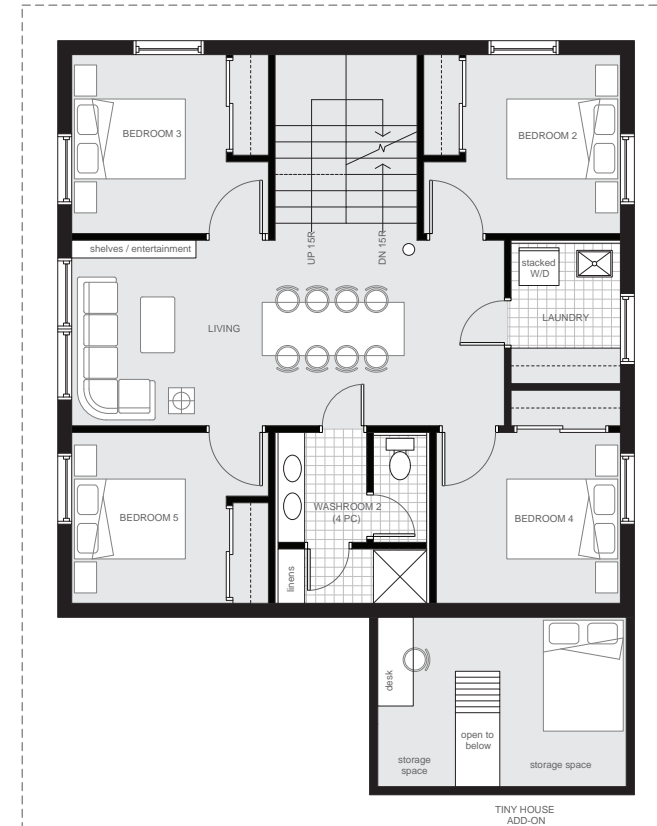 BEDROOM 3
BEDROOM 2
UP 15R
DN 15R
shelves / entertainment
stacked
W/D
LIVING
LAUNDRY
BEDROOM 5
WASHROOM 2
(4 PC)
BEDROOM 4
linens
desk
open to
below
storage
space
storage space
TINY HOUSE
ADD-ON